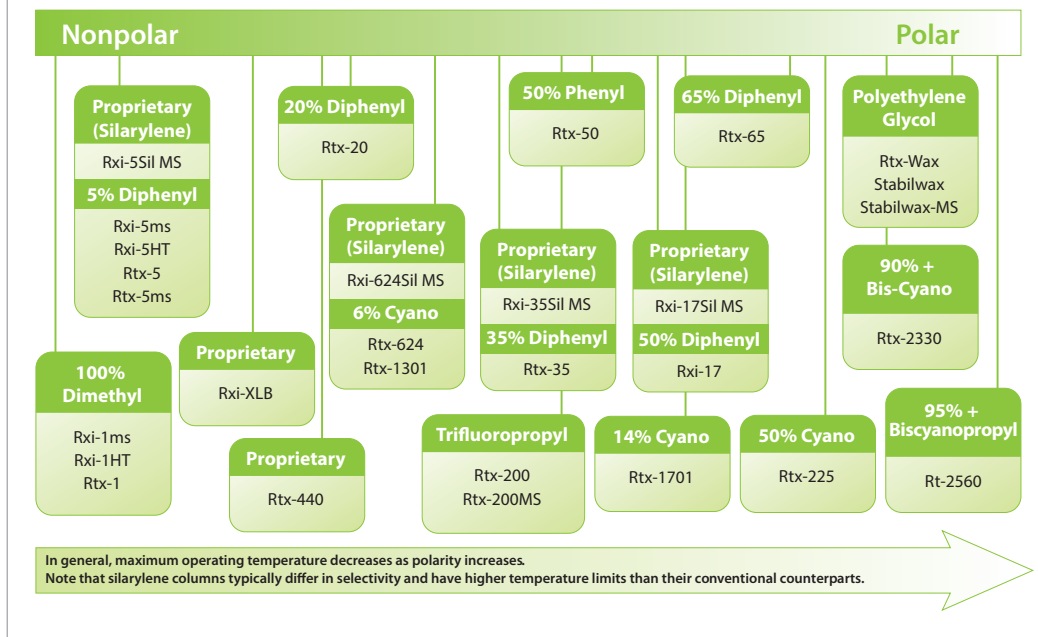 Nonpolar
Polar
Proprietary
(Silarylene)
Rxi-5Sil MS
5% Diphenyl
Rxi-5ms
Rxi-5HT
Rtx-5
Rtx-5ms
20% Diphenyl
Rtx-20
50% Phenyl
Rtx-50
65% Diphenyl
Rtx-65
Polyethylene
Glycol
Rtx-Wax
Stabilwax
Stabilwax-MS
Proprietary
(Silarylene)
Rxi-624Sil MS
6% Cyano
Rtx-624
Rtx-1301
Proprietary
(Silarylene)
Rxi-35Sil MS
35% Diphenyl
Rtx-35
Proprietary
(Silarylene)
Rxi-17Sil MS
50% Diphenyl
Rxi-17
90% +
Bis-Cyano
Rtx-2330
100%
Dimethyl
Rxi-1ms
Rxi-1HT
Rtx-1
Proprietary
Rxi-XLB
Proprietary
Rtx-440
Trifluoropropyl
Rtx-200
Rtx-200MS
14% Cyano
Rtx-1701
50% Cyano
Rtx-225
95% +
Biscyanopropyl
Rt-2560
In general, maximum operating temperature decreases as polarity increases.
Note that silarylene columns typically differ in selectivity and have higher temperature limits than their conventional counterparts.